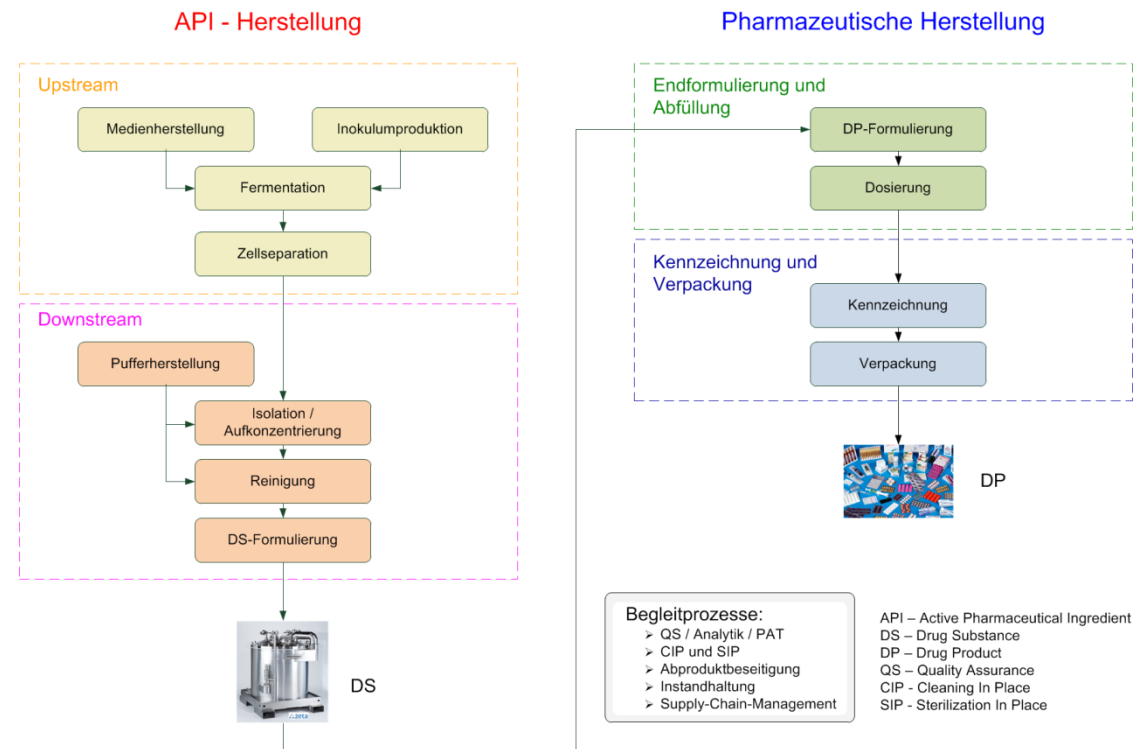 API - Herstellung
Upstream
Medienherstellung
Inokulumproduktion
Fermentation
Zellseparation
Downstream
Pufferherstellung
Isolation /
Aufkonzentrierung
Reinigung
DS-Formulierung
zeta
DS
Pharmazeutische Herstellung
Endformulierung und
Abfüllung
DP-Formulierung
Dosierung
Kennzeichnung und
Verpackung
Kennzeichnung
Verpackung
DP
Begleitprozesse:
QS / Analytik / PAT
CIP und SIP
Abproduktbeseitigung
Instandhaltung
Supply-Chain-Management
API – Active Pharmaceutical Ingredient
DS – Drug Substance
DP – Drug Product
QS – Quality Assurance
CIP - Cleaning In Place
SIP - Sterilization In Place